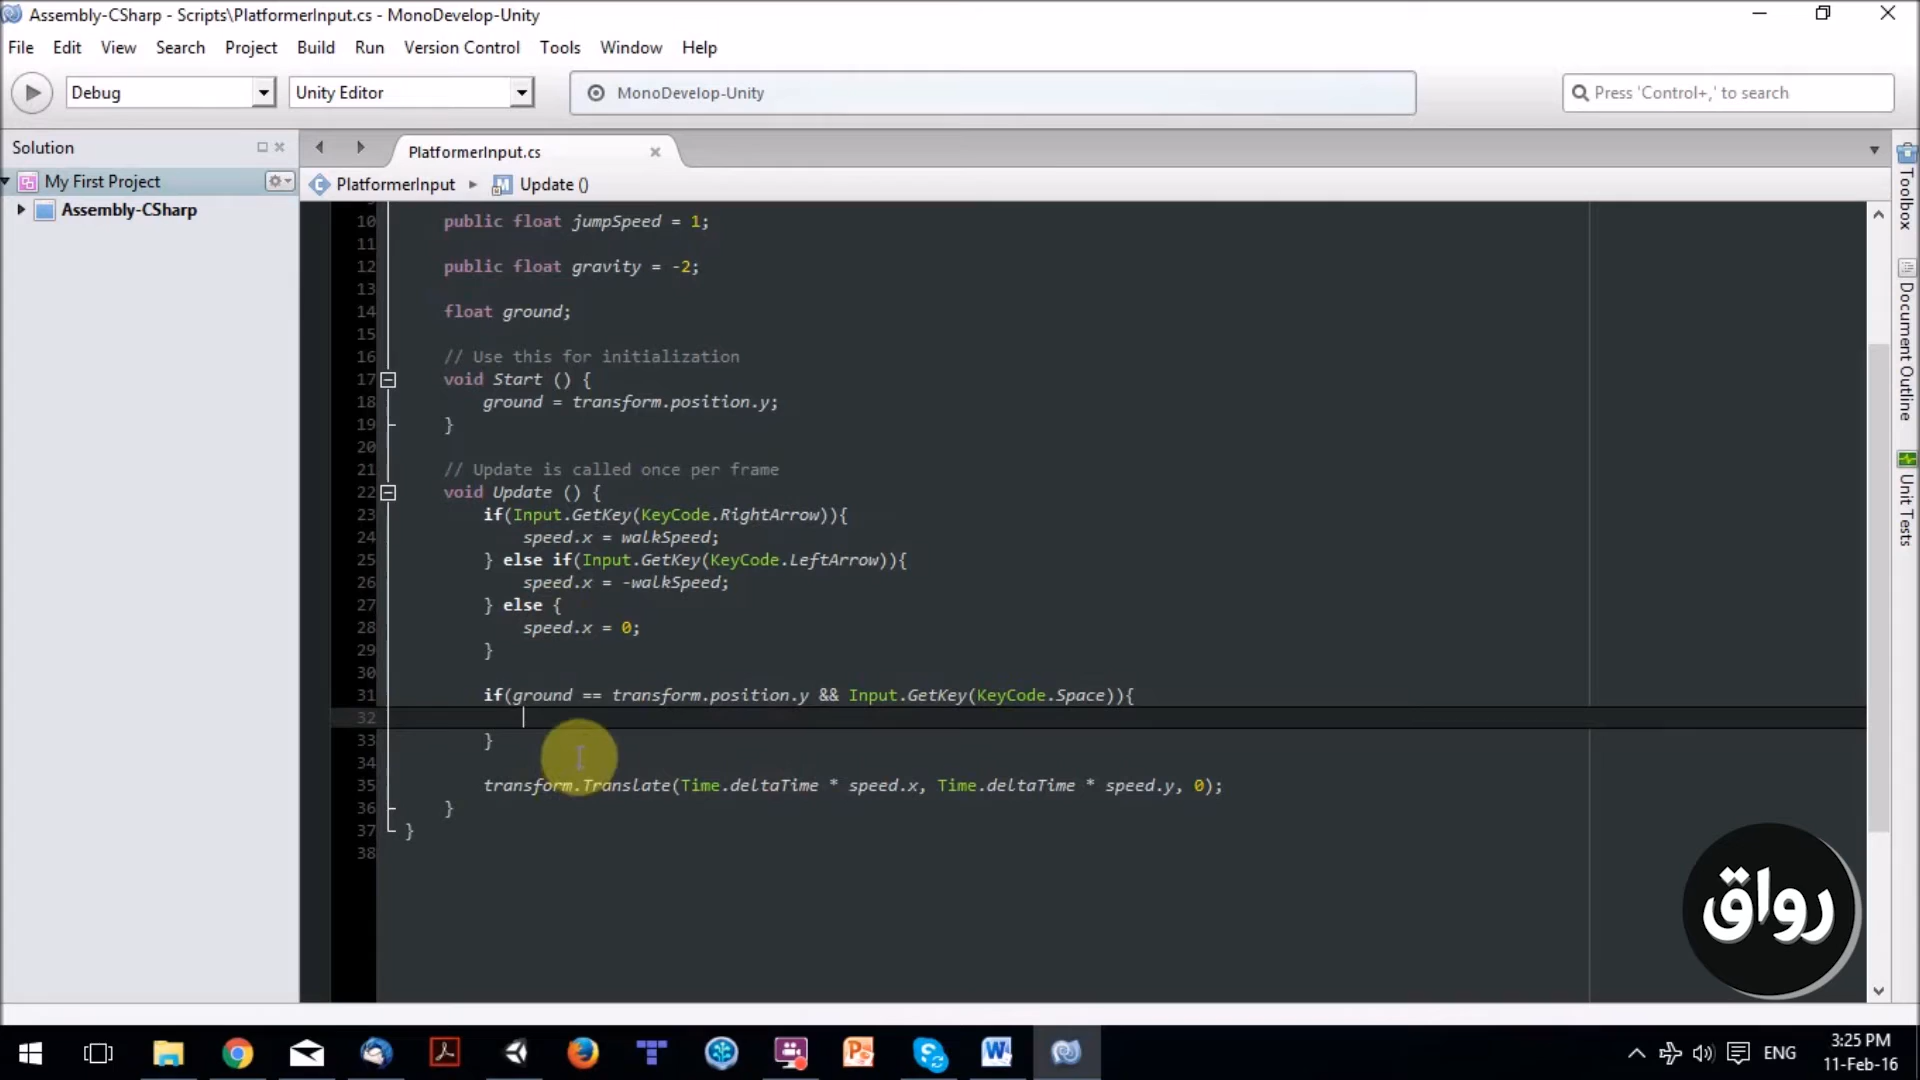 Assembly-CSharp - Scripts\PlatformerInput.cs - MonoDevelop-Unity
File Edit View Search Project Build Run Version Control Tools Window Help
Debug Unity Editor MonoDevelop-Unity Press 'Control+,' to search
Solution
PlatformerInput.cs
My First Project
PlatformerInput Update ()
Assembly-CSharp
10 public float jumpSpeed = 1;
11
12 public float gravity = -2;
13
14 float ground;
15
16 // Use this for initialization
17 void Start () {
18 ground = transform.position.y;
19 }
20
21 // Update is called once per frame
22 void Update () {
23 if(Input.GetKey(KeyCode.RightArrow)){
24 speed.x = walkSpeed;
25 } else if(Input.GetKey(KeyCode.LeftArrow)){
26 speed.x = -walkSpeed;
27 } else {
28 speed.x = 0;
29 }
30
31 if(ground == transform.position.y && Input.GetKey(KeyCode.Space)){
32
33 }
34
35 transform.Translate(Time.deltaTime * speed.x, Time.deltaTime * speed.y, 0);
36 }
37 }
38
Toolbox
Document Outline
Unit Tests
رواق
ENG
3:25 PM
11-Feb-16